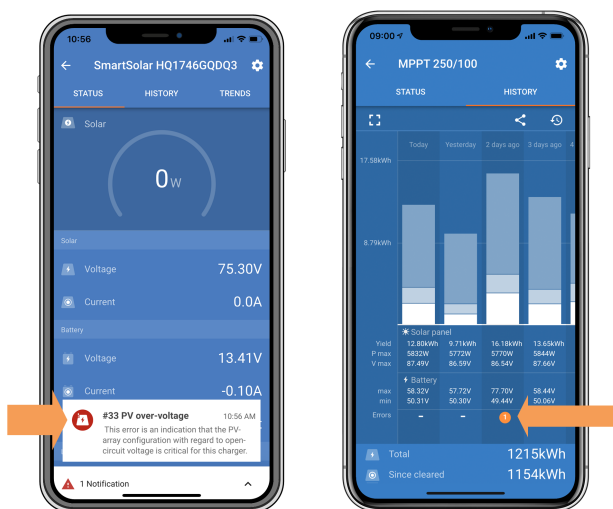 10:56
SmartSolar HQ1746GQDQ3
STATUS HISTORY TRENDS
Solar
0W
Solar
Voltage 75.30V
Current 0.0A
Battery
Voltage 13.41V
Current -0.10A
#33 PV over-voltage 10:56 AM
This error is an indication that the PV-
array configuration with regard to open-
circuit voltage is critical for this charger.
1 Notification
09:00
MPPT 250/100
STATUS HISTORY
Today Yesterday 2 days ago 3 days ago 4
17.58kWh
8.79kWh
Solar panel
Yield 12.80kWh 9.71kWh 16.18kWh 13.65kWh
P max 5832W 5772W 5770W 5844W
V max 87.49V 86.59V 86.54V 87.66V
Battery
max 58.32V 57.72V 77.70V 58.44V
min 50.31V 50.30V 49.44V 50.06V
Errors – – 1
Total 1215kWh
Since cleared 1154kWh